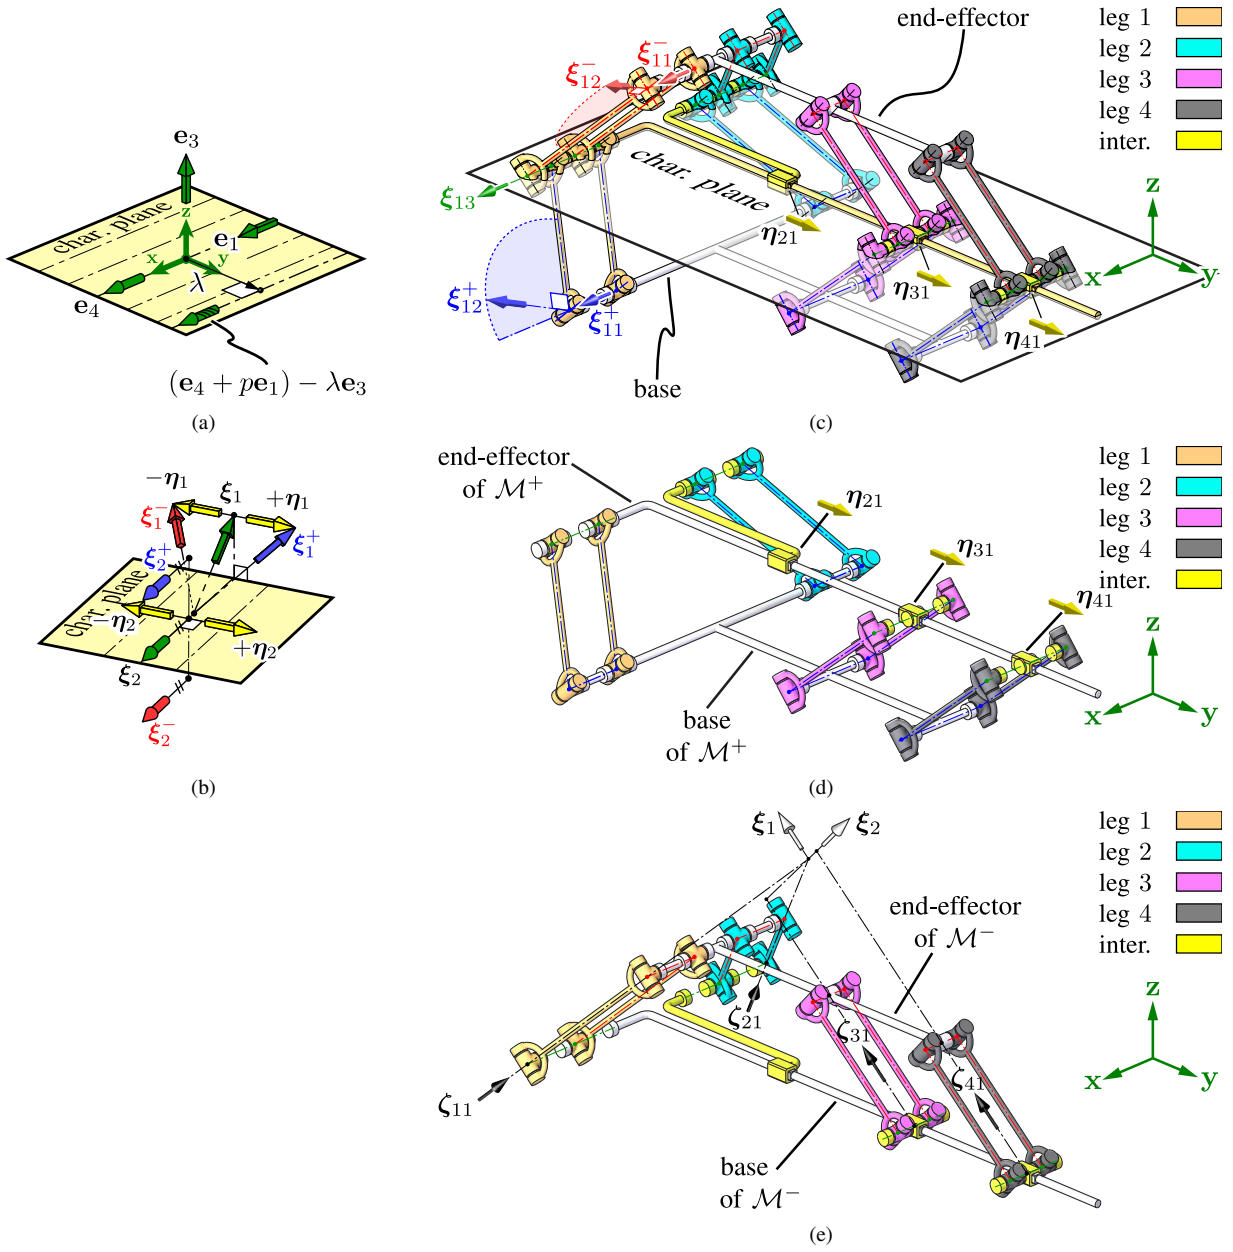 e₃
char. plane
z
x
y
e₁
λ
e₄
(e₄ + pe₁) − λe₃
(a)
−η₁
ξ₁
+η₁
ξ₁⁻
ξ₁⁺
ξ₂⁺
char. plane
−η₂
+η₂
ξ₂
ξ₂⁻
(b)
end-effector
leg 1
leg 2
leg 3
leg 4
inter.
ξ₁₁⁻
ξ₁₂⁻
char. plane
ξ₁₃
η₂₁
η₃₁
η₄₁
ξ₁₂⁺
ξ₁₁⁺
base
z
x
y
(c)
end-effector
of M⁺
leg 1
leg 2
leg 3
leg 4
inter.
η₂₁
η₃₁
η₄₁
base
of M⁺
z
x
y
(d)
ξ₁
ξ₂
leg 1
leg 2
leg 3
leg 4
inter.
end-effector
of M⁻
ζ₂₁
ζ₃₁
ζ₄₁
ζ₁₁
base
of M⁻
z
x
y
(e)